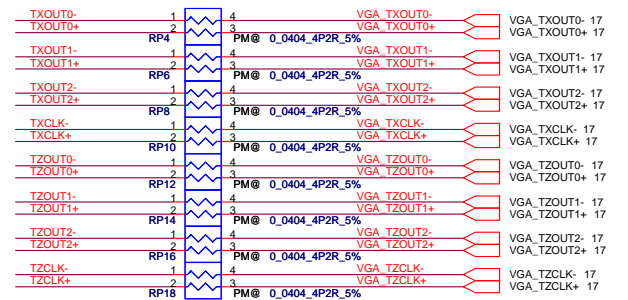 TXOUT0- 1 4 VGA_TXOUT0- VGA_TXOUT0- 17
TXOUT0+ 2 3 VGA_TXOUT0+ VGA_TXOUT0+ 17
RP4 PM@ 0_0404_4P2R_5%
TXOUT1- 1 4 VGA_TXOUT1- VGA_TXOUT1- 17
TXOUT1+ 2 3 VGA_TXOUT1+ VGA_TXOUT1+ 17
RP6 PM@ 0_0404_4P2R_5%
TXOUT2- 1 4 VGA_TXOUT2- VGA_TXOUT2- 17
TXOUT2+ 2 3 VGA_TXOUT2+ VGA_TXOUT2+ 17
RP8 PM@ 0_0404_4P2R_5%
TXCLK- 1 4 VGA_TXCLK- VGA_TXCLK- 17
TXCLK+ 2 3 VGA_TXCLK+ VGA_TXCLK+ 17
RP10 PM@ 0_0404_4P2R_5%
TZOUT0- 1 4 VGA_TZOUT0- VGA_TZOUT0- 17
TZOUT0+ 2 3 VGA_TZOUT0+ VGA_TZOUT0+ 17
RP12 PM@ 0_0404_4P2R_5%
TZOUT1- 1 4 VGA_TZOUT1- VGA_TZOUT1- 17
TZOUT1+ 2 3 VGA_TZOUT1+ VGA_TZOUT1+ 17
RP14 PM@ 0_0404_4P2R_5%
TZOUT2- 1 4 VGA_TZOUT2- VGA_TZOUT2- 17
TZOUT2+ 2 3 VGA_TZOUT2+ VGA_TZOUT2+ 17
RP16 PM@ 0_0404_4P2R_5%
TZCLK- 1 4 VGA_TZCLK- VGA_TZCLK- 17
TZCLK+ 2 3 VGA_TZCLK+ VGA_TZCLK+ 17
RP18 PM@ 0_0404_4P2R_5%